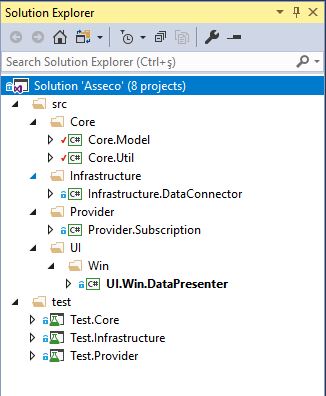 Solution Explorer
Search Solution Explorer (Ctrl+ş)
Solution 'Asseco' (8 projects)
src
Core
C# Core.Model
C# Core.Util
Infrastructure
C# Infrastructure.DataConnector
Provider
C# Provider.Subscription
UI
Win
C# UI.Win.DataPresenter
test
Test.Core
Test.Infrastructure
Test.Provider